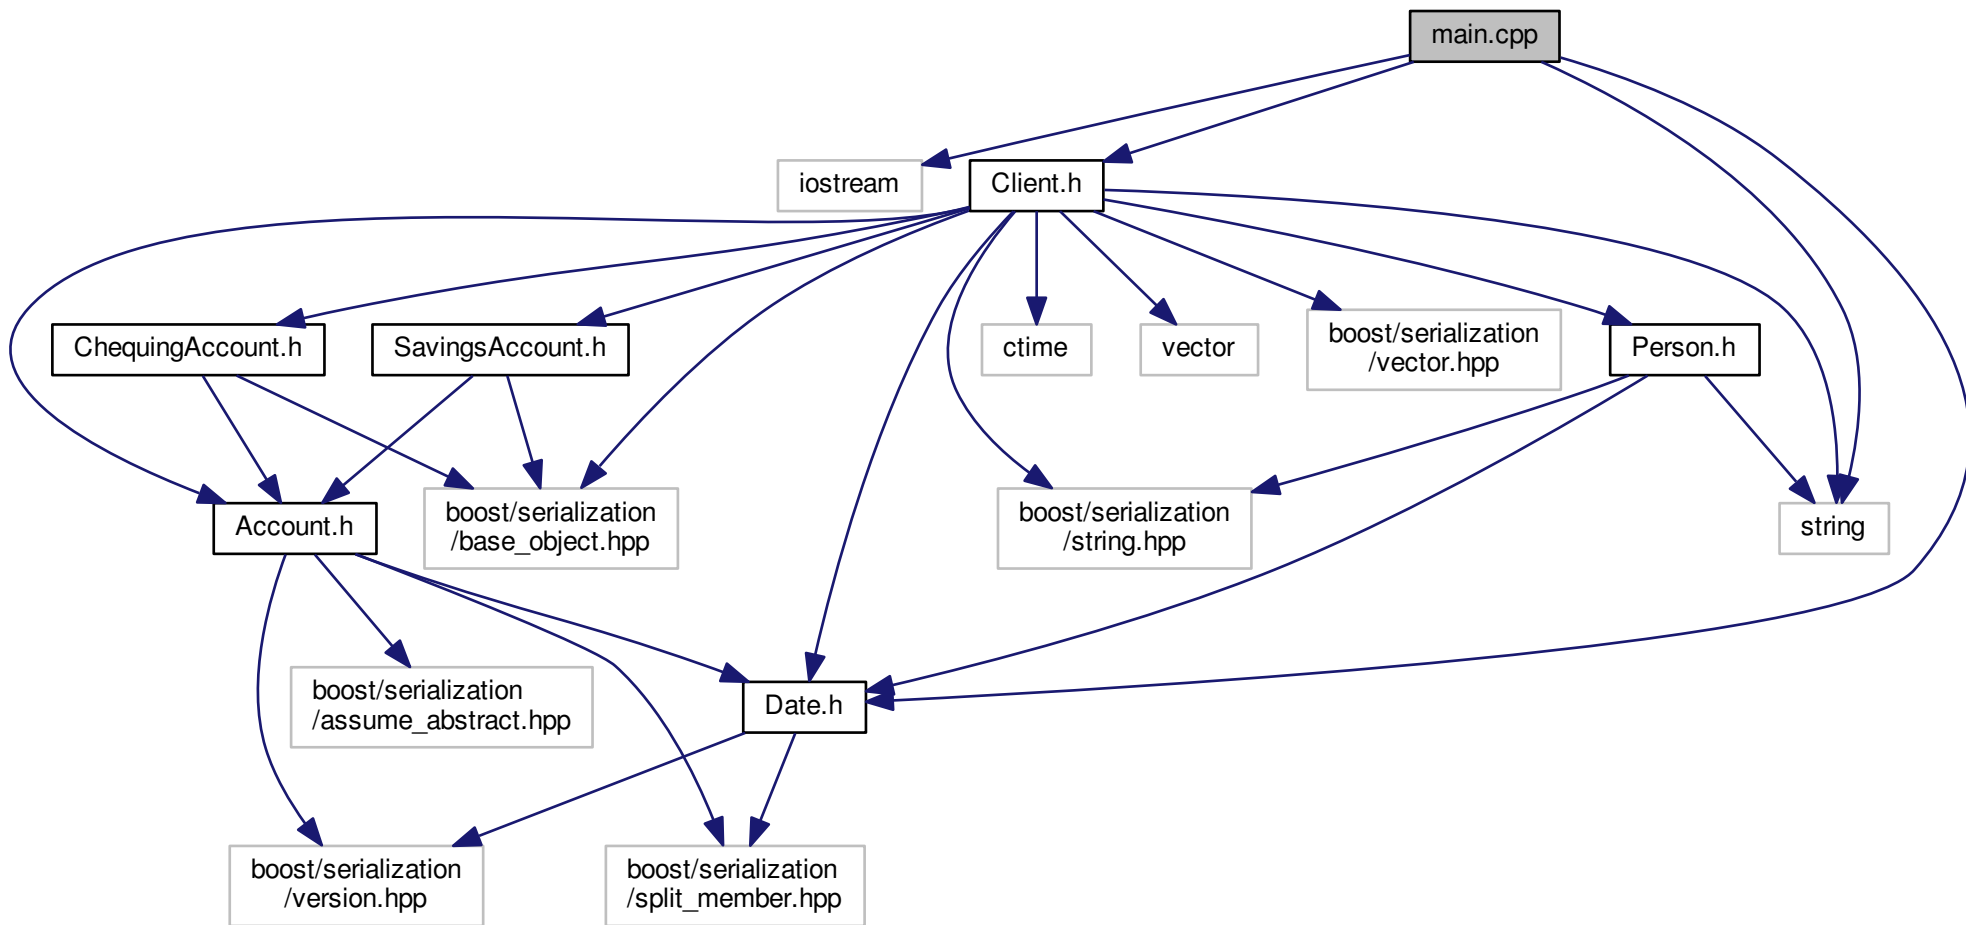 main.cpp
iostream
Client.h
ChequingAccount.h
SavingsAccount.h
ctime
vector
boost/serialization
/vector.hpp
Person.h
Account.h
boost/serialization
/base_object.hpp
boost/serialization
/string.hpp
string
boost/serialization
/assume_abstract.hpp
Date.h
boost/serialization
/version.hpp
boost/serialization
/split_member.hpp